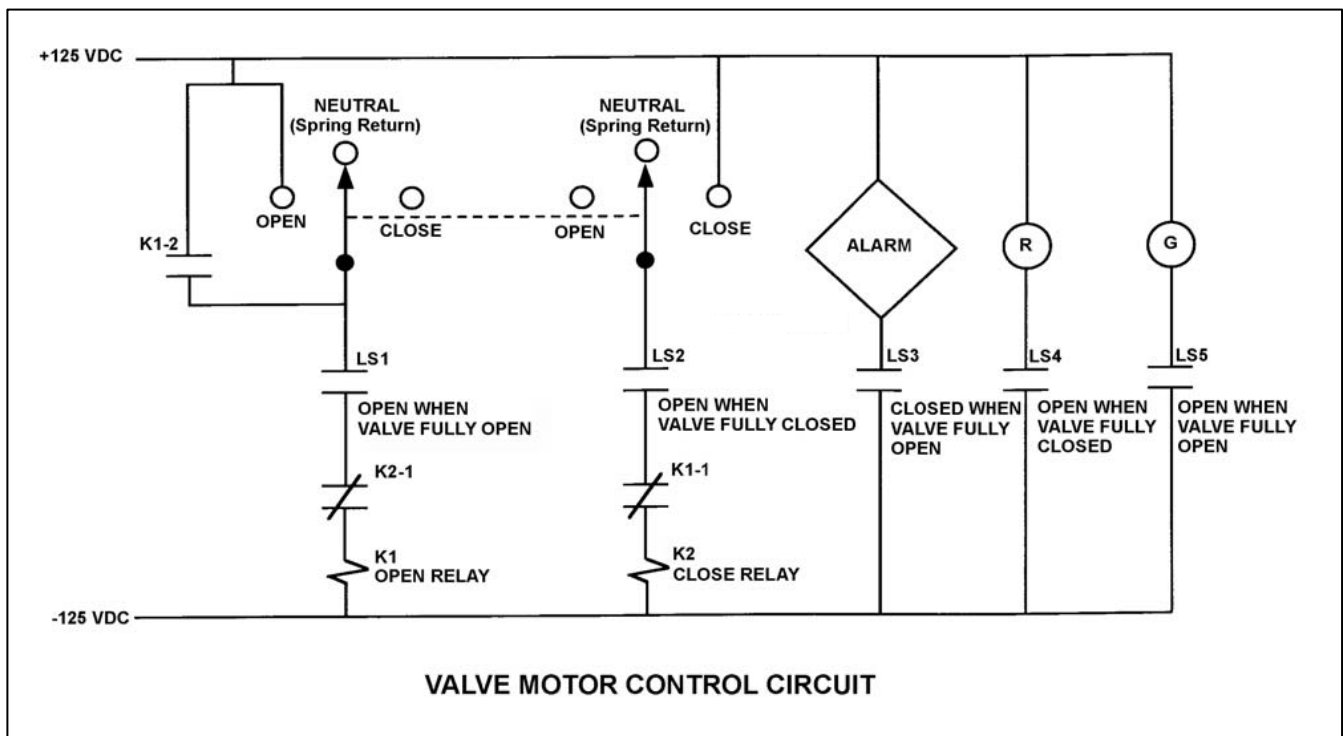 +125 VDC
NEUTRAL
(Spring Return)
NEUTRAL
(Spring Return)
OPEN
CLOSE
OPEN
CLOSE
K1-2
ALARM
R
G
LS1
OPEN WHEN
VALVE FULLY OPEN
LS2
OPEN WHEN
VALVE FULLY CLOSED
LS3
CLOSED WHEN
VALVE FULLY
OPEN
LS4
OPEN WHEN
VALVE FULLY
CLOSED
LS5
OPEN WHEN
VALVE FULLY
OPEN
K2-1
K1-1
K1
OPEN RELAY
K2
CLOSE RELAY
-125 VDC
VALVE MOTOR CONTROL CIRCUIT